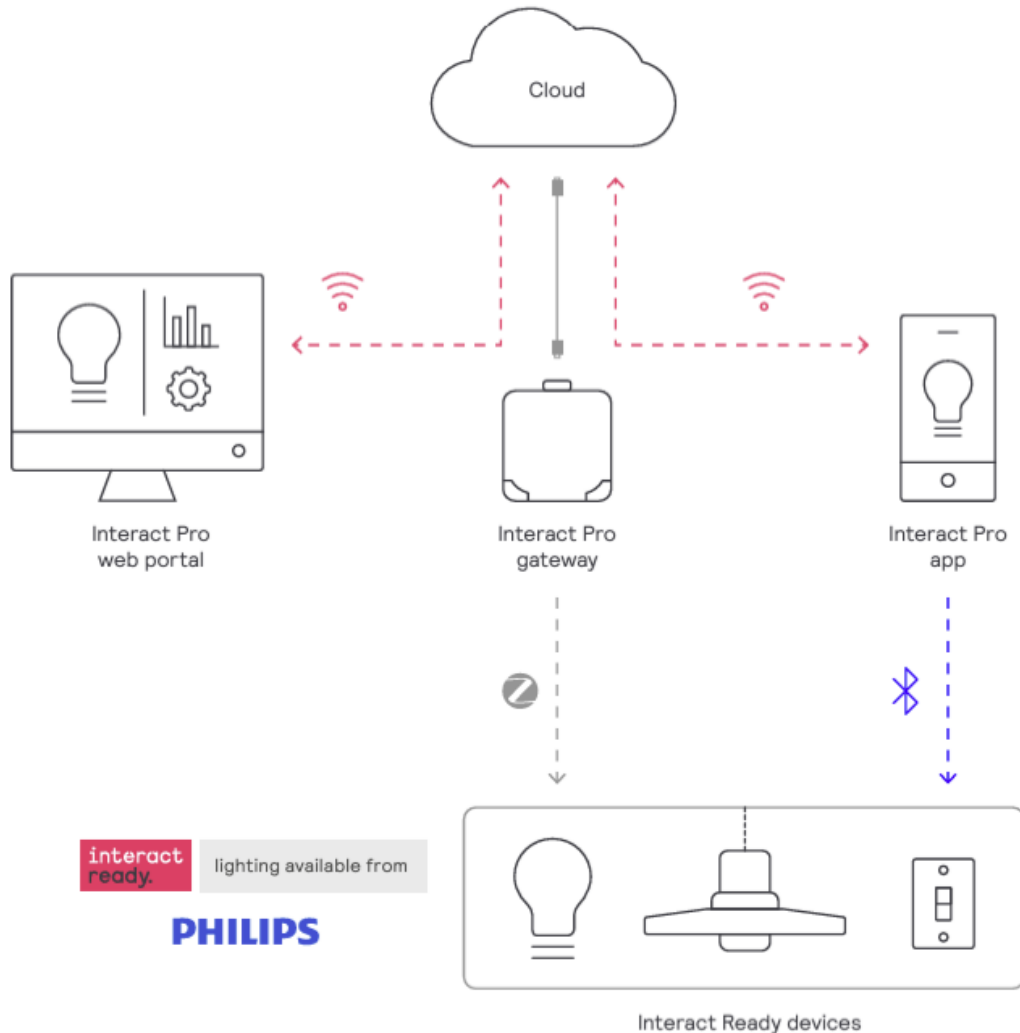 Cloud
Interact Pro
web portal
Interact Pro
gateway
Interact Pro
app
interact
ready.
lighting available from
PHILIPS
Interact Ready devices